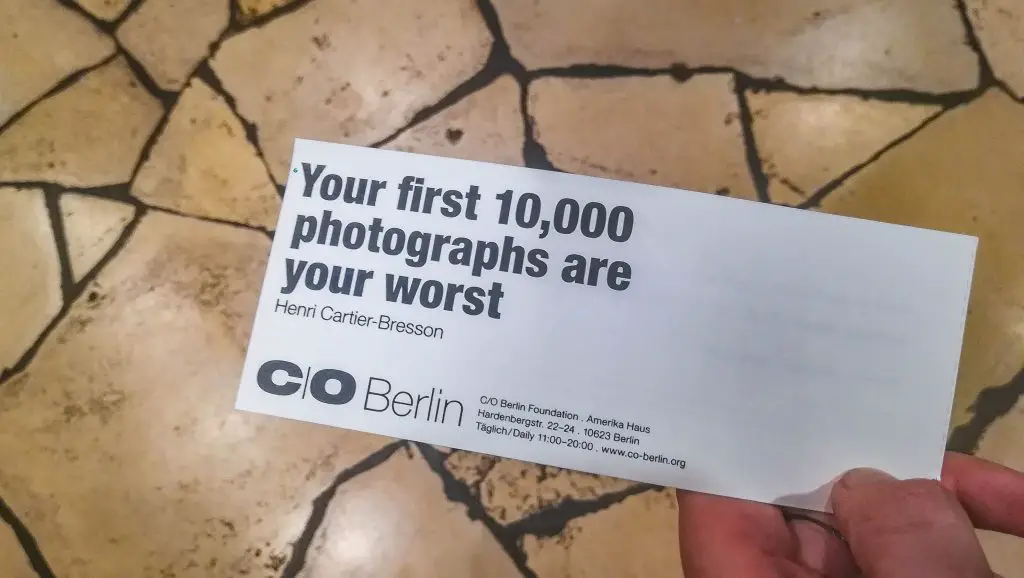 Your first 10,000
photographs are
your worst
Henri Cartier-Bresson
C|O Berlin
C/O Berlin Foundation . Amerika Haus
Hardenbergstr. 22–24 . 10623 Berlin
Täglich/Daily 11:00–20:00 . www.co-berlin.org